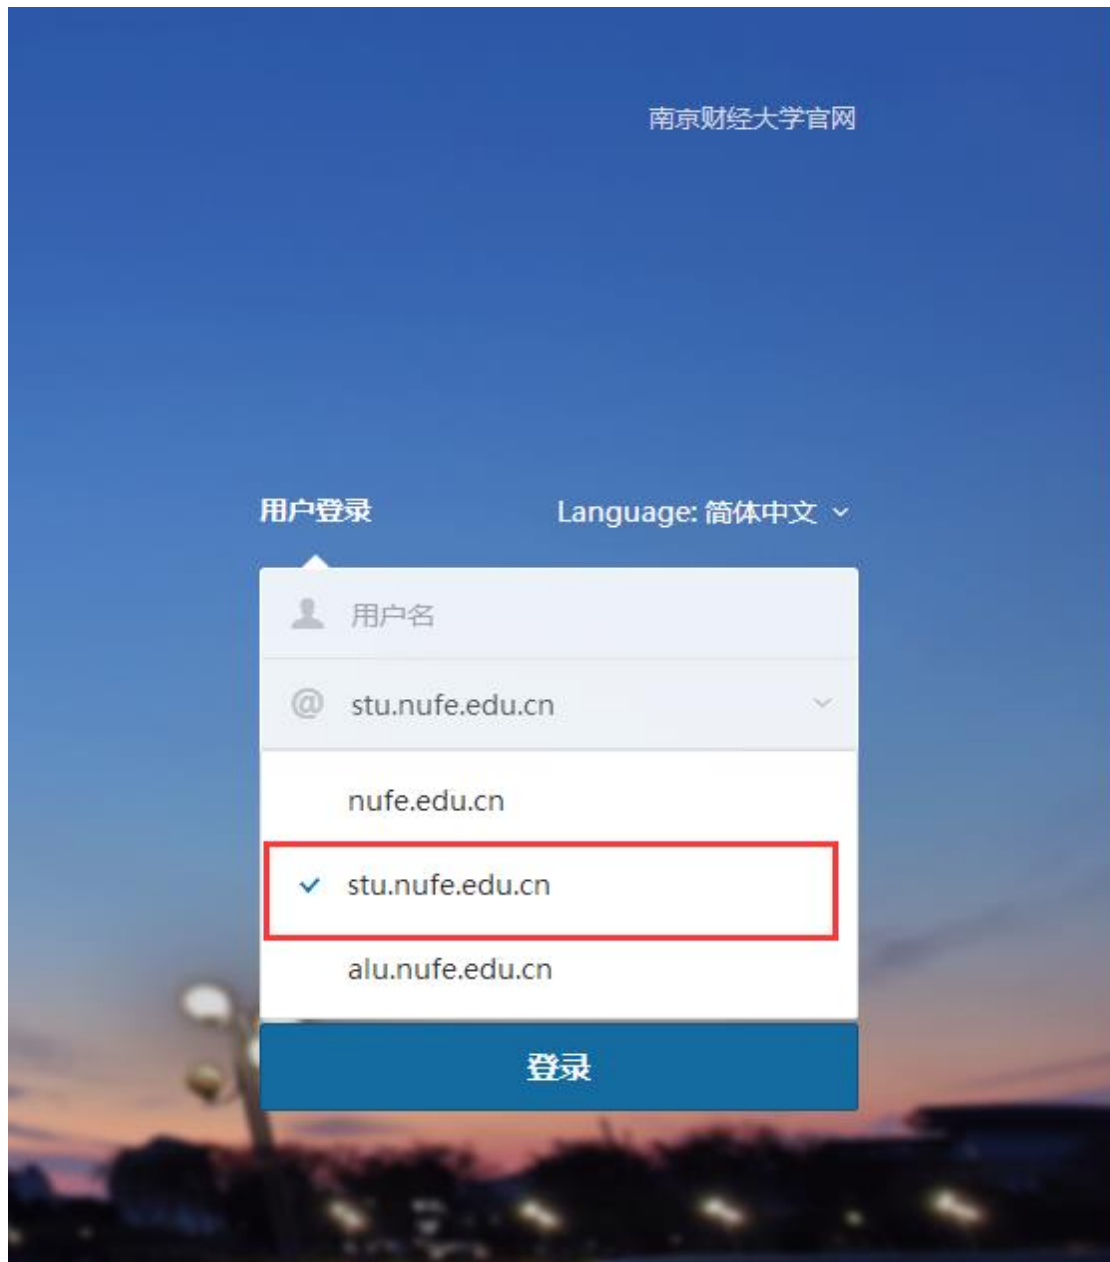 南京财经大学官网
用户登录 Language: 简体中文
用户名
@ stu.nufe.edu.cn
nufe.edu.cn
stu.nufe.edu.cn
alu.nufe.edu.cn
登录